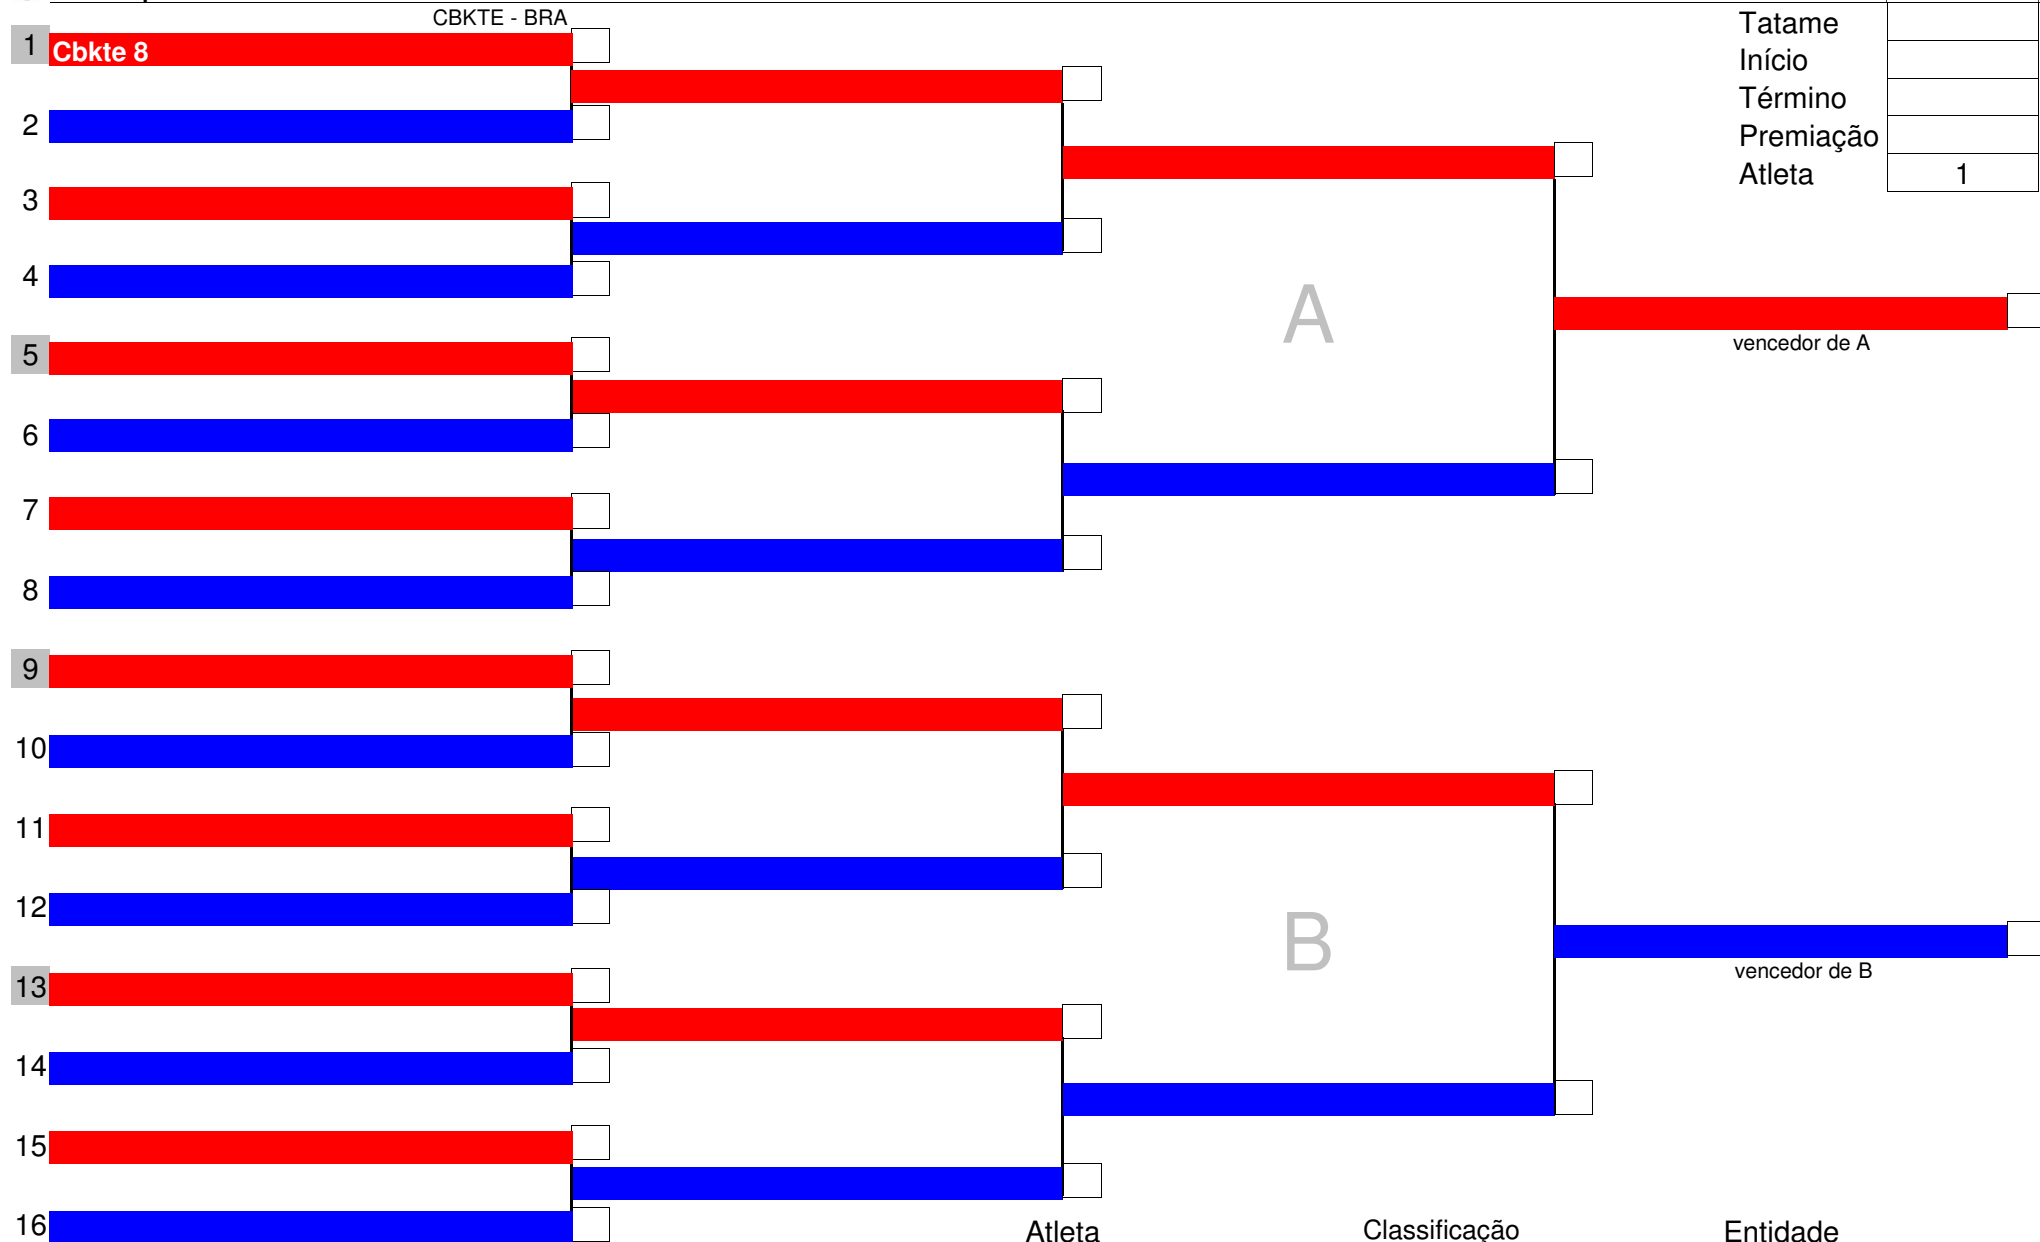 CBKTE - BRA
1 Cbkte 8
2
3
4
5
6
7
8
9
10
11
12
13
14
15
16
Tatame
Início
Término
Premiação
Atleta 1
A
vencedor de A
B
vencedor de B
Atleta Classificação Entidade